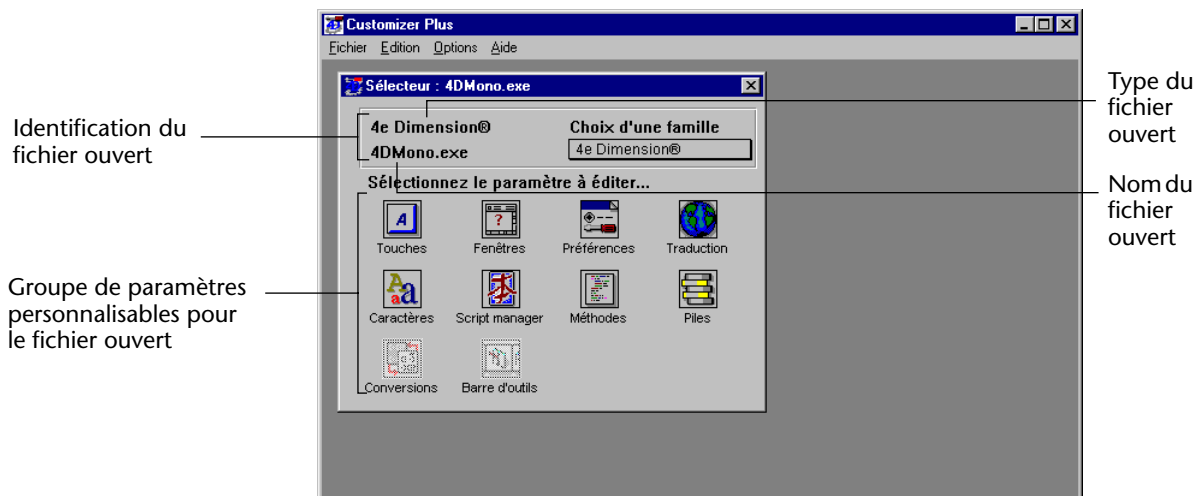 Customizer Plus
Fichier Edition Options Aide
Sélecteur : 4DMono.exe
4e Dimension®
Choix d'une famille
4DMono.exe
4e Dimension®
Sélectionnez le paramètre à éditer...
Touches
Fenêtres
Préférences
Traduction
Caractères
Script manager
Méthodes
Piles
Conversions
Barre d'outils
Identification du
fichier ouvert
Groupe de paramètres
personnalisables pour
le fichier ouvert
Type du
fichier
ouvert
Nom du
fichier
ouvert